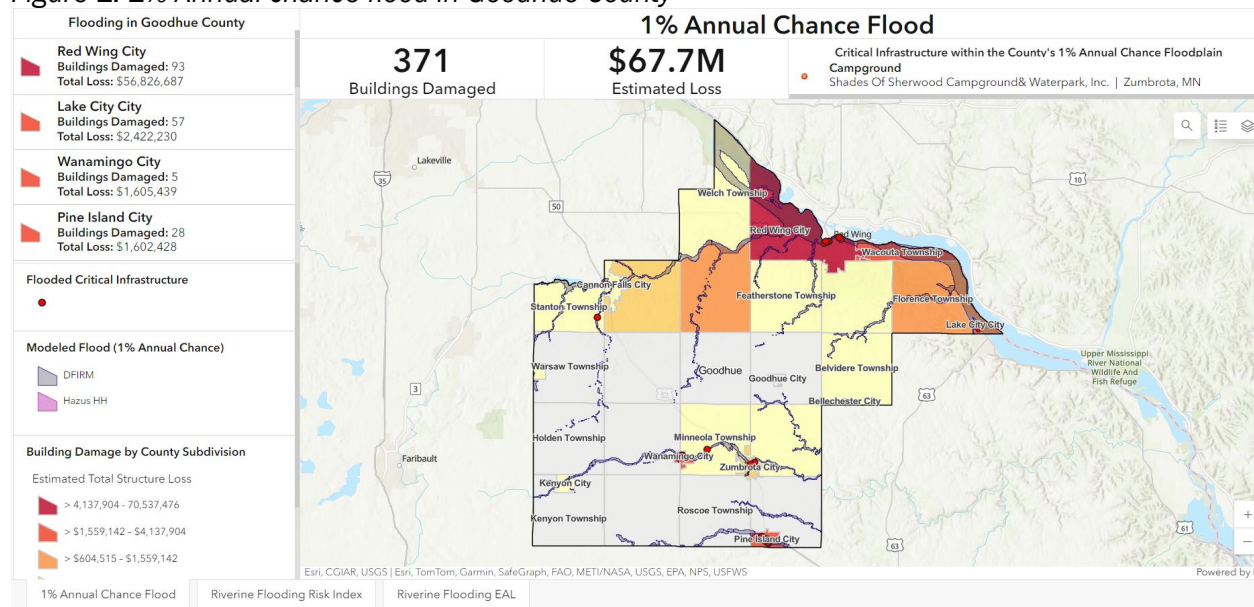 Flooding in Goodhue County
Red Wing City
Buildings Damaged: 93
Total Loss: $56,826,687
Lake City City
Buildings Damaged: 57
Total Loss: $2,422,230
Wanamingo City
Buildings Damaged: 5
Total Loss: $1,605,439
Pine Island City
Buildings Damaged: 28
Total Loss: $1,602,428
Flooded Critical Infrastructure
Modeled Flood (1% Annual Chance)
DFIRM
Hazus HH
Building Damage by County Subdivision
Estimated Total Structure Loss
> 4,137,904 - 70,537,476
> $1,559,142 - $4,137,904
> $604,515 – $1,559,142
1% Annual Chance Flood
371
Buildings Damaged
$67.7M
Estimated Loss
Critical Infrastructure within the County's 1% Annual Chance Floodplain
Campground
Shades Of Sherwood Campground& Waterpark, Inc. | Zumbrota, MN
Lakeville
35
10
50
Welch Township
Red Wing City
Red Wing
Wacouta Township
Cannon Falls City
Stanton Township
Featherstone Township
Florence Township
Lake City City
Upper Mississippi
River National
Wildlife And
Fish Refuge
Warsaw Township
Goodhue
Goodhue City
Belvidere Township
3
52
63
Bellechester City
Holden Township
Minneola Township
Faribault
Wanamingo City
Zumbrota City
Kenyon City
Kenyon Township
Roscoe Township
61
Pine Island City
63
+
−
Esri, CGIAR, USGS | Esri, TomTom, Garmin, SafeGraph, FAO, METI/NASA, USGS, EPA, NPS, USFWS
Powered by
1% Annual Chance Flood
Riverine Flooding Risk Index
Riverine Flooding EAL